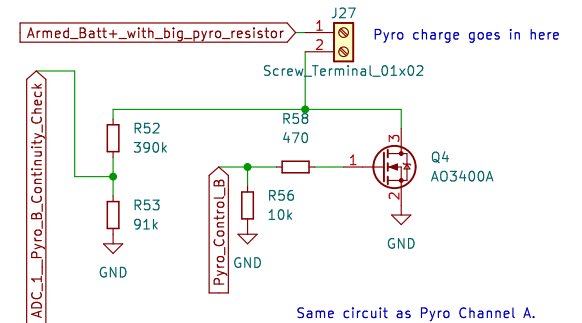 J27
Armed_Batt+_with_big_pyro_resistor
1
2
Pyro charge goes in here
Screw_Terminal_01x02
ADC_1__Pyro_B_Continuity_Check
R52
390k
R53
91k
GND
R58
470
Pyro_Control_B
R56
10k
GND
1
3
2
Q4
AO3400A
GND
Same circuit as Pyro Channel A.